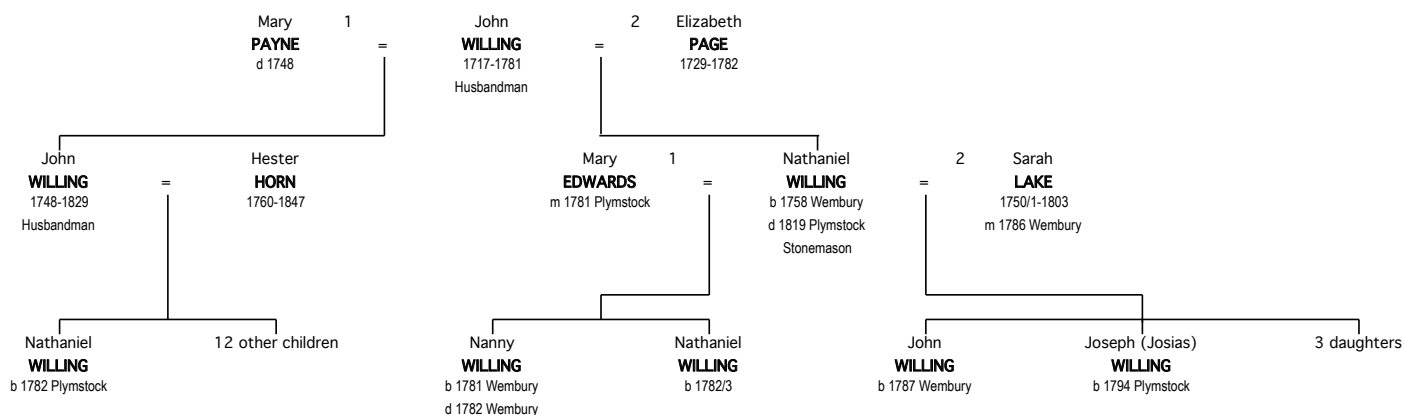 Mary 1 John 2 Elizabeth
PAYNE = WILLING = PAGE
d 1748 1717-1781 1729-1782
Husbandman
John Hester Mary 1 Nathaniel 2 Sarah
WILLING = HORN EDWARDS = WILLING = LAKE
1748-1829 1760-1847 m 1781 Plymstock b 1758 Wembury 1750/1-1803
Husbandman d 1819 Plymstock m 1786 Wembury
Stonemason
Nathaniel 12 other children Nanny Nathaniel John Joseph (Josias) 3 daughters
WILLING WILLING WILLING WILLING WILLING
b 1782 Plymstock b 1781 Wembury b 1782/3 b 1787 Wembury b 1794 Plymstock
d 1782 Wembury